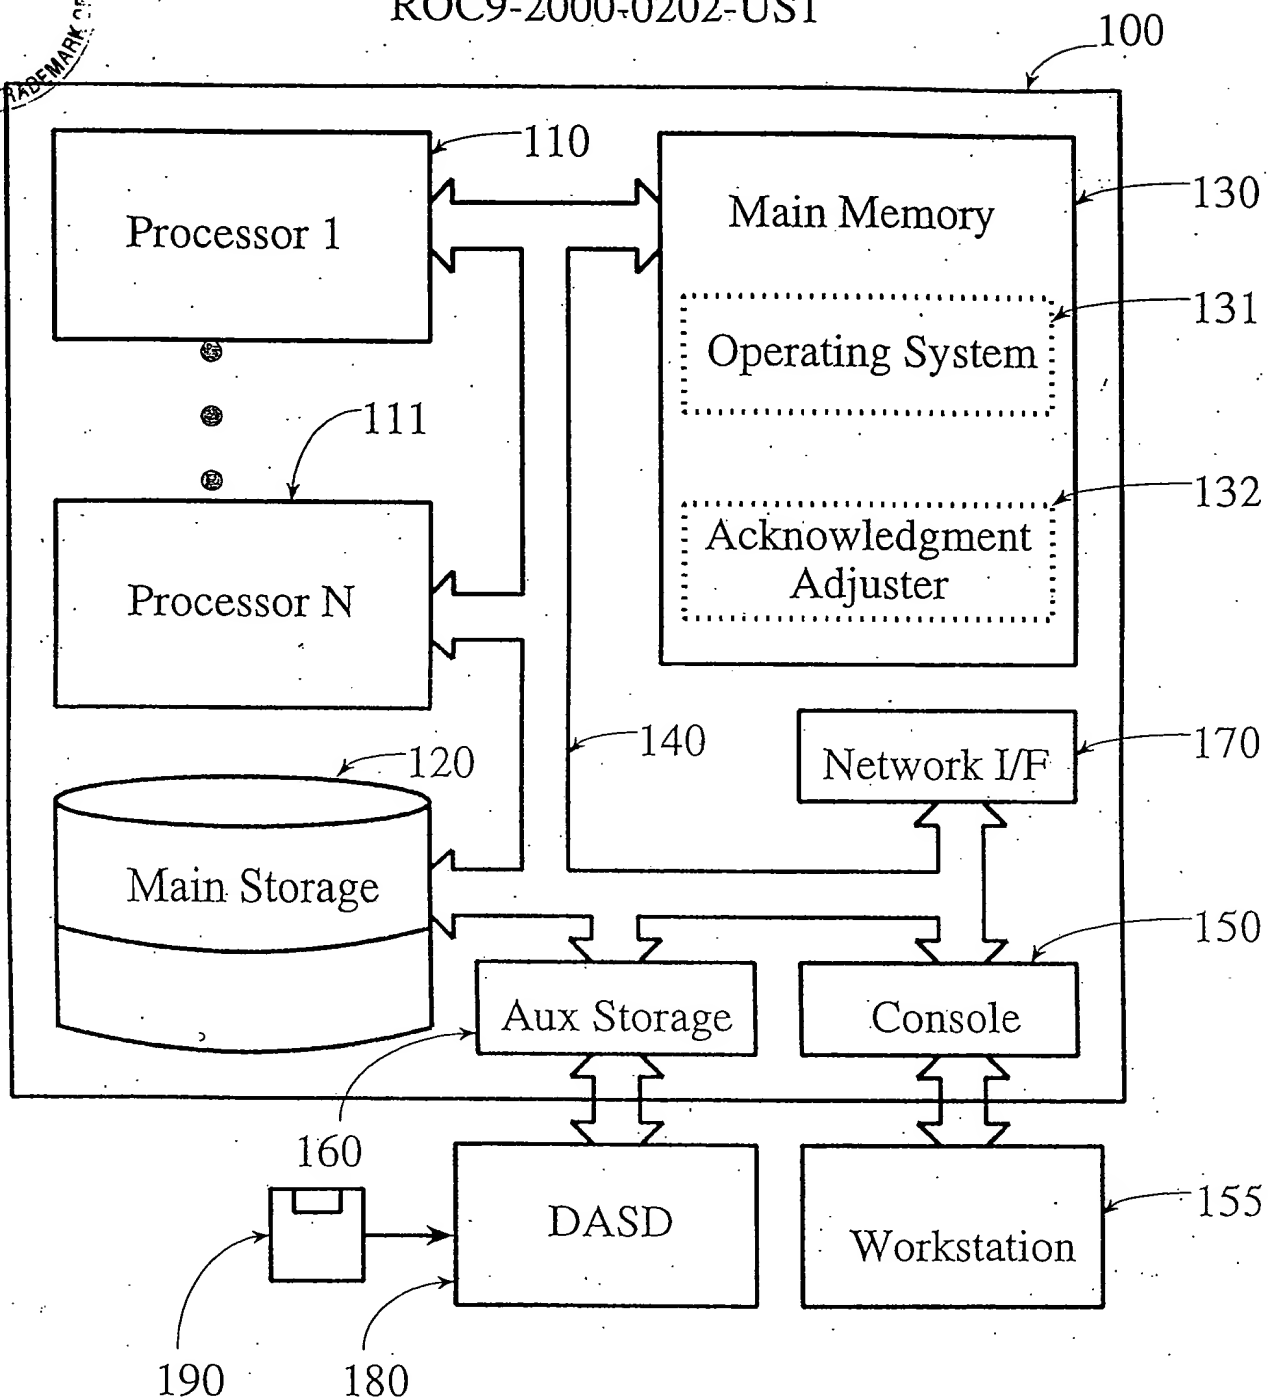 ROC9-2000-0202-US1
TRADEMARK
100
110
Processor 1
Main Memory
130
131
Operating System
111
132
Acknowledgment
Adjuster
Processor N
140
120
Network I/F
170
Main Storage
150
Aux Storage
Console
160
DASD
155
Workstation
190
180